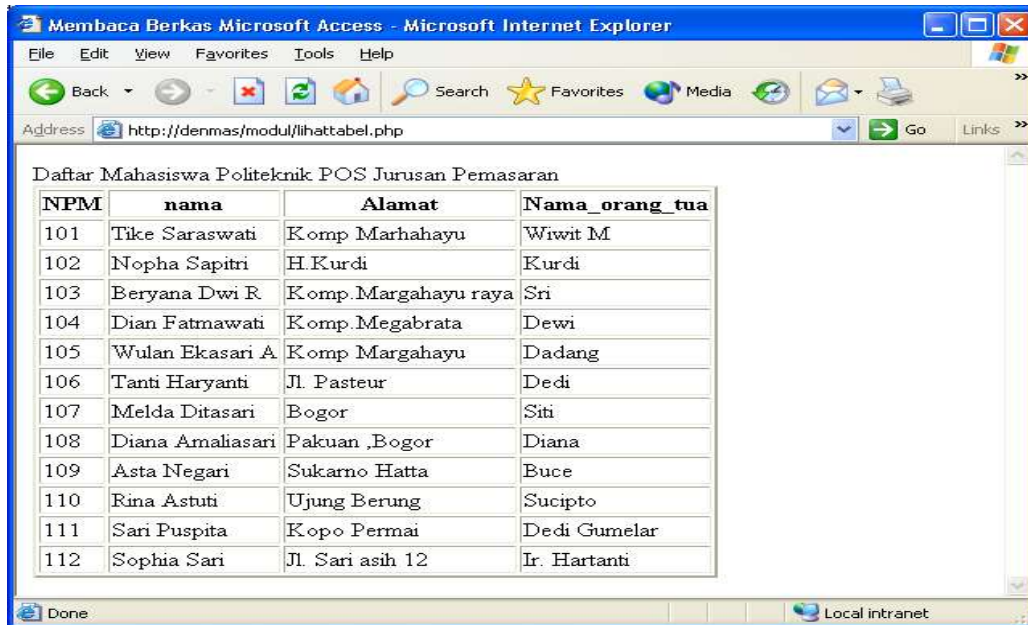 Membaca Berkas Microsoft Access - Microsoft Internet Explorer
File Edit View Favorites Tools Help
Back Search Favorites Media
Address http://denmas/modul/lihattabel.php Go Links
Daftar Mahasiswa Politeknik POS Jurusan Pemasaran
NPM nama Alamat Nama_orang_tua
101 Tike Saraswati Komp Marhahayu Wiwit M
102 Nopha Sapitri H.Kurdi Kurdi
103 Beryana Dwi R Komp.Margahayu raya Sri
104 Dian Fatmawati Komp.Megabrata Dewi
105 Wulan Ekasari A Komp Margahayu Dadang
106 Tanti Haryanti Jl. Pasteur Dedi
107 Melda Ditasari Bogor Siti
108 Diana Amaliasari Pakuan ,Bogor Diana
109 Asta Negari Sukarno Hatta Buce
110 Rina Astuti Ujung Berung Sucipto
111 Sari Puspita Kopo Permai Dedi Gumelar
112 Sophia Sari Jl. Sari asih 12 Ir. Hartanti
Done Local intranet